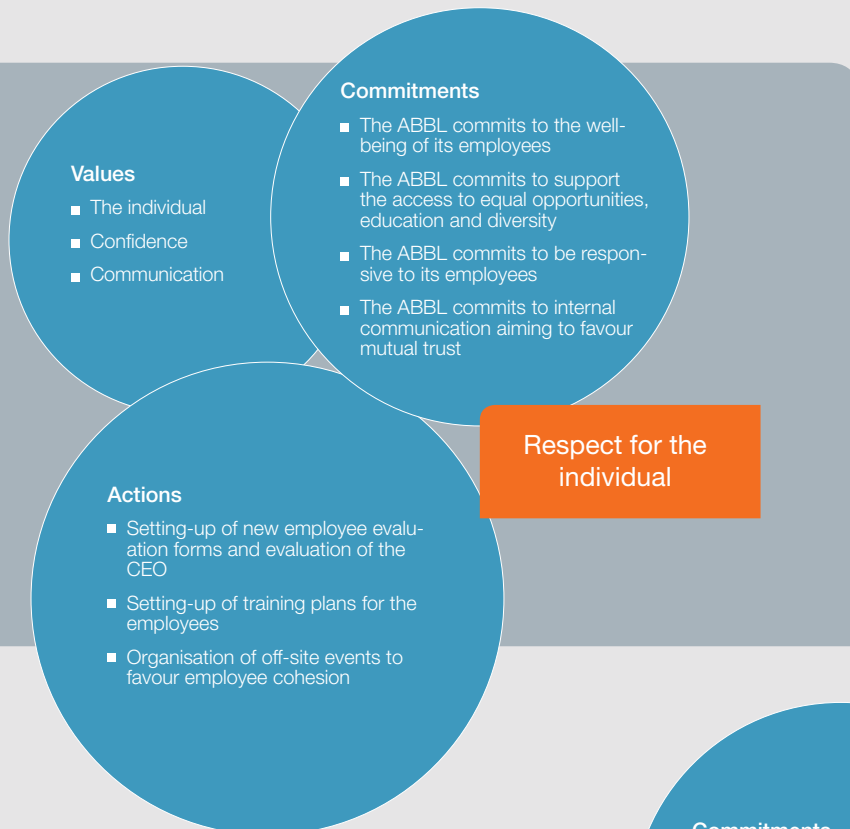 Values
The individual
Confidence
Communication
Commitments
The ABBL commits to the well-
being of its employees
The ABBL commits to support
the access to equal opportunities,
education and diversity
The ABBL commits to be respon-
sive to its employees
The ABBL commits to internal
communication aiming to favour
mutual trust
Respect for the
individual
Actions
Setting-up of new employee evalu-
ation forms and evaluation of the
CEO
Setting-up of training plans for the
employees
Organisation of off-site events to
favour employee cohesion
Commitments